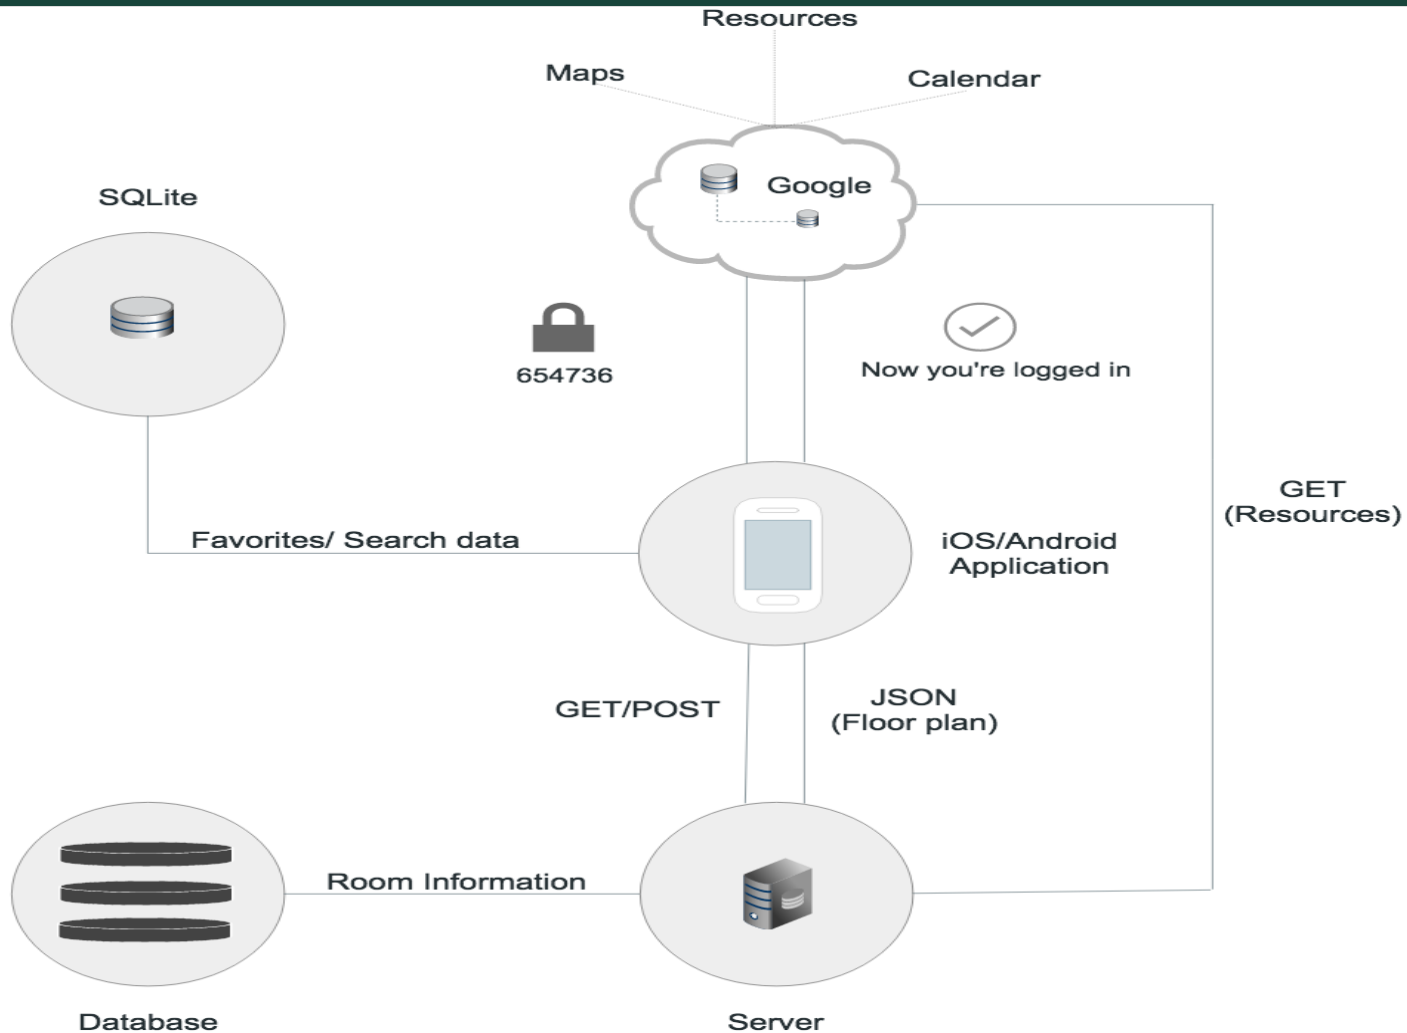 Resources
Maps
Calendar
Google
SQLite
654736
Now you're logged in
GET
(Resources)
Favorites/ Search data
iOS/Android
Application
GET/POST
JSON
(Floor plan)
Room Information
Database
Server